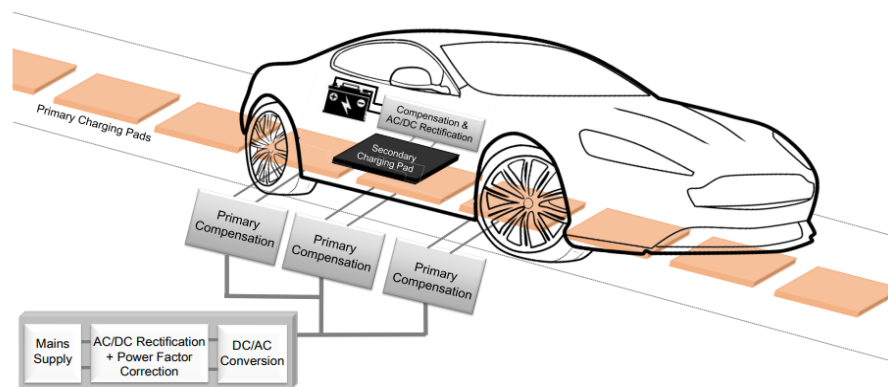 Primary Charging Pads
Compensation &
AC/DC Rectification
Secondary
Charging Pad
Primary
Compensation
Primary
Compensation
Primary
Compensation
Mains
Supply
AC/DC Rectification
+ Power Factor
Correction
DC/AC
Conversion